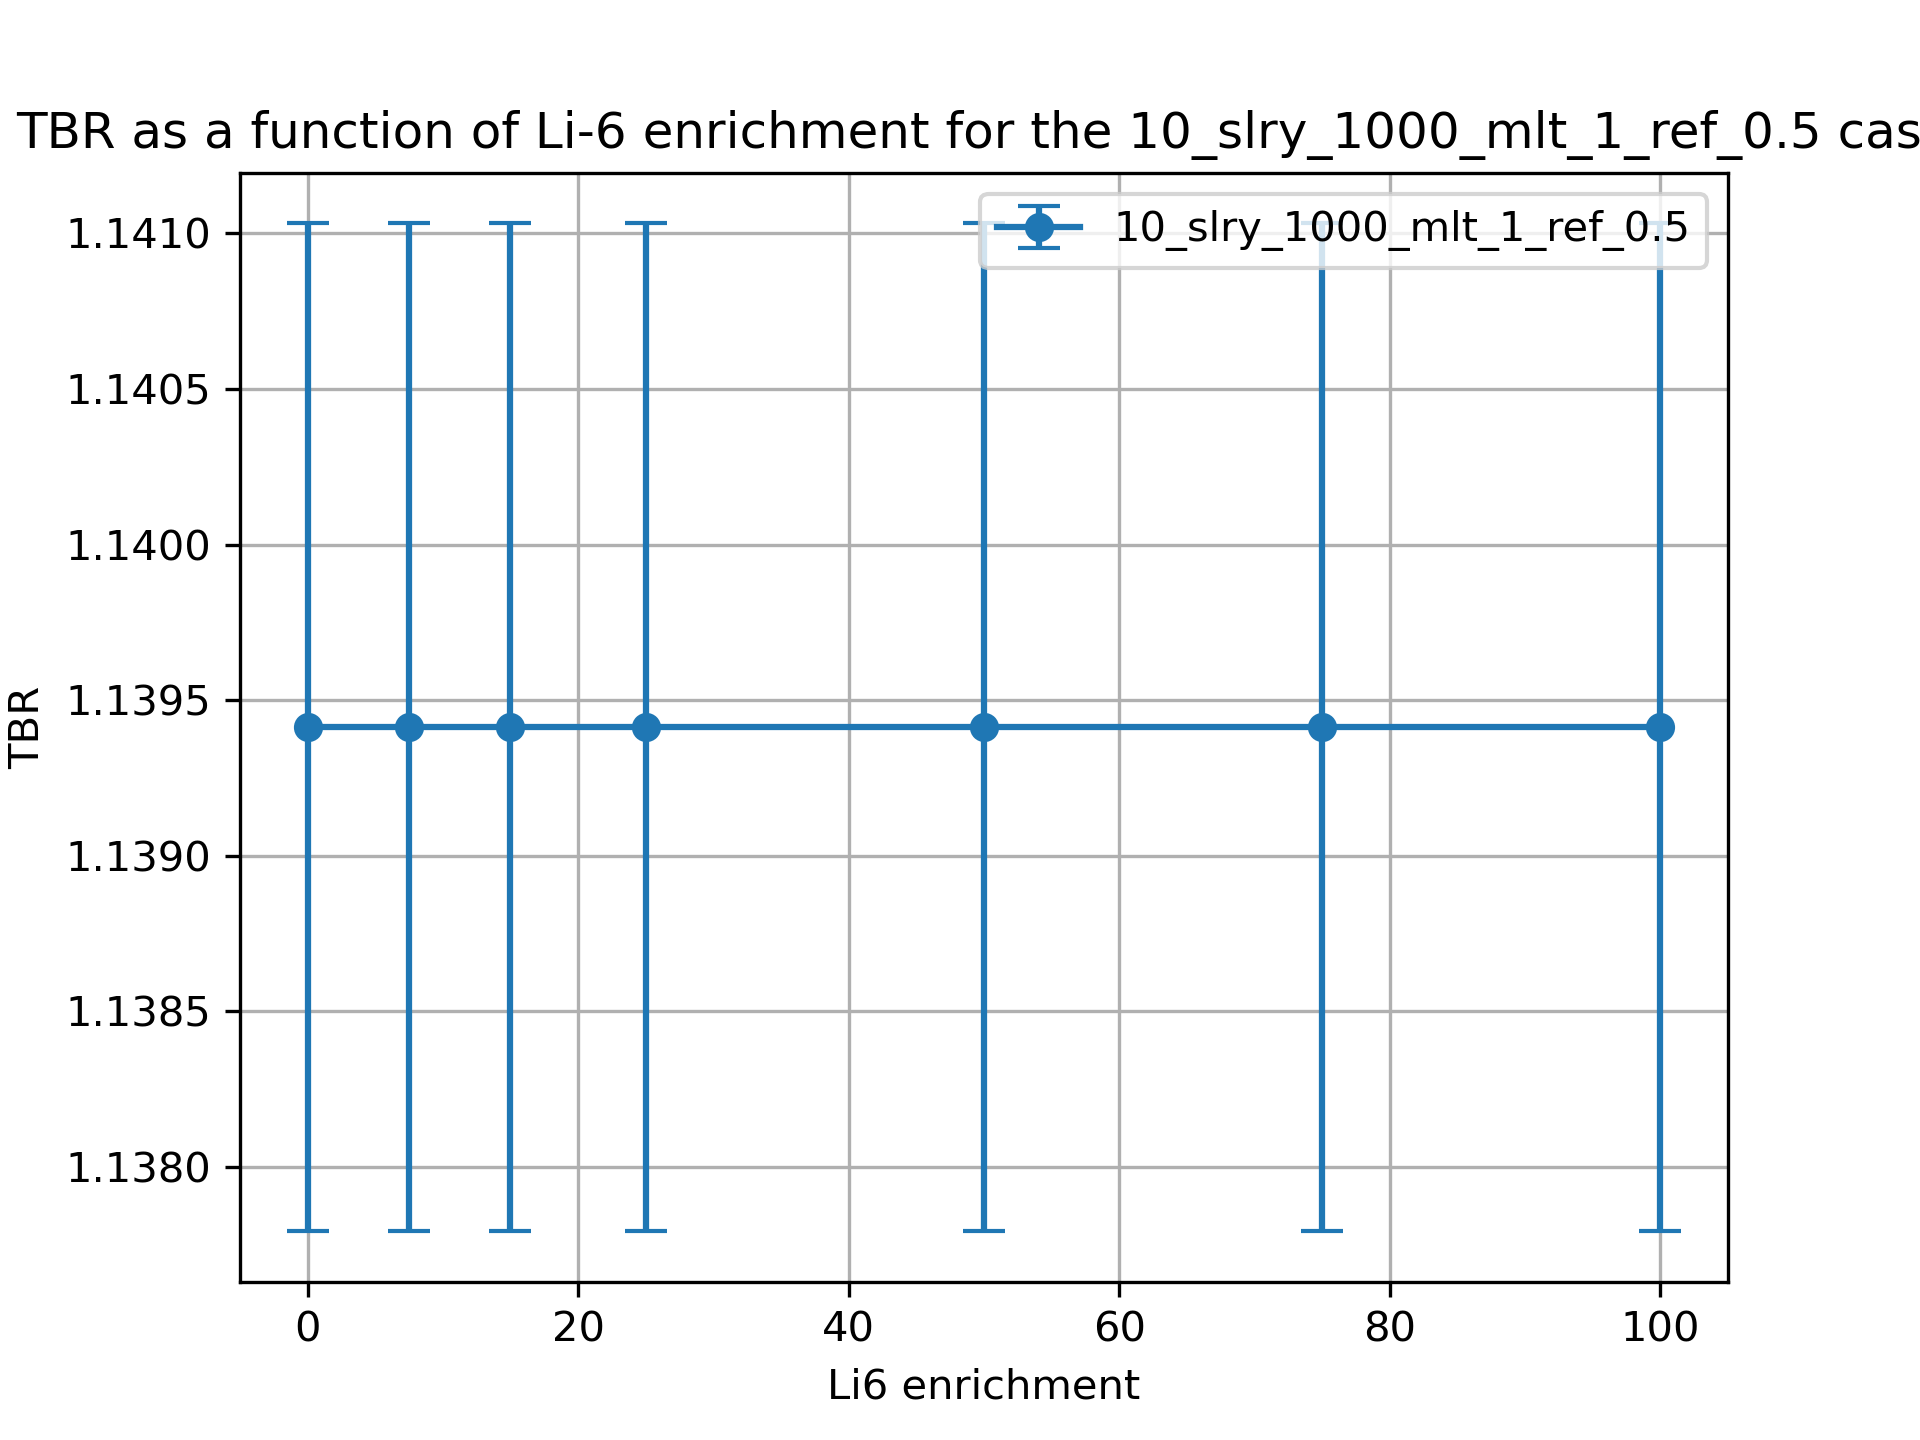 TBR as a function of Li-6 enrichment for the 10_slry_1000_mlt_1_ref_0.5 cas
10_slry_1000_mlt_1_ref_0.5
1.1410
1.1405
1.1400
1.1395
1.1390
1.1385
1.1380
TBR
0 20 40 60 80 100
Li6 enrichment